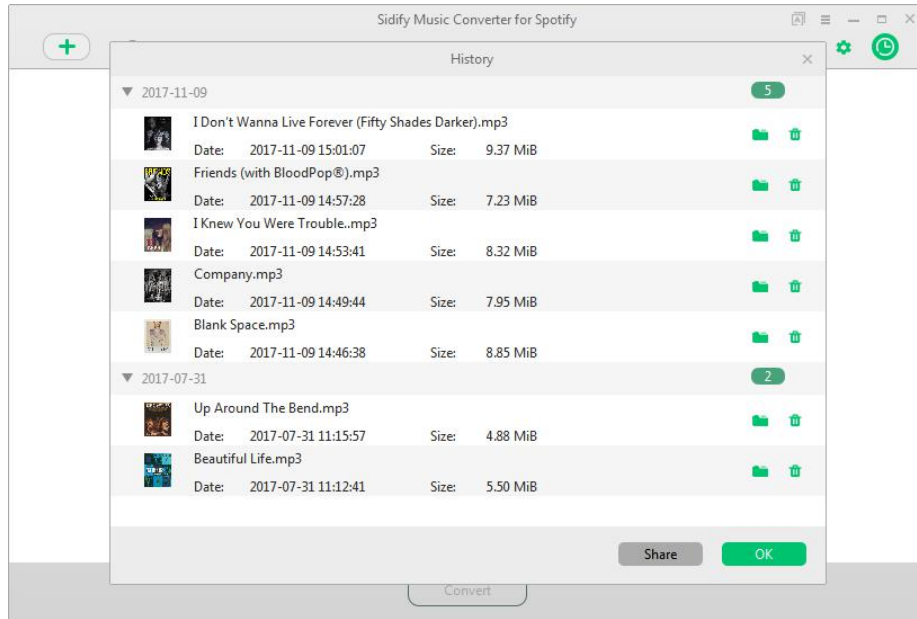 Sidify Music Converter for Spotify
History
2017-11-09 5
I Don't Wanna Live Forever (Fifty Shades Darker).mp3
Date: 2017-11-09 15:01:07 Size: 9.37 MiB
Friends (with BloodPop®).mp3
Date: 2017-11-09 14:57:28 Size: 7.23 MiB
I Knew You Were Trouble..mp3
Date: 2017-11-09 14:53:41 Size: 8.32 MiB
Company.mp3
Date: 2017-11-09 14:49:44 Size: 7.95 MiB
Blank Space.mp3
Date: 2017-11-09 14:46:38 Size: 8.85 MiB
2017-07-31 2
Up Around The Bend.mp3
Date: 2017-07-31 11:15:57 Size: 4.88 MiB
Beautiful Life.mp3
Date: 2017-07-31 11:12:41 Size: 5.50 MiB
Share OK
Convert